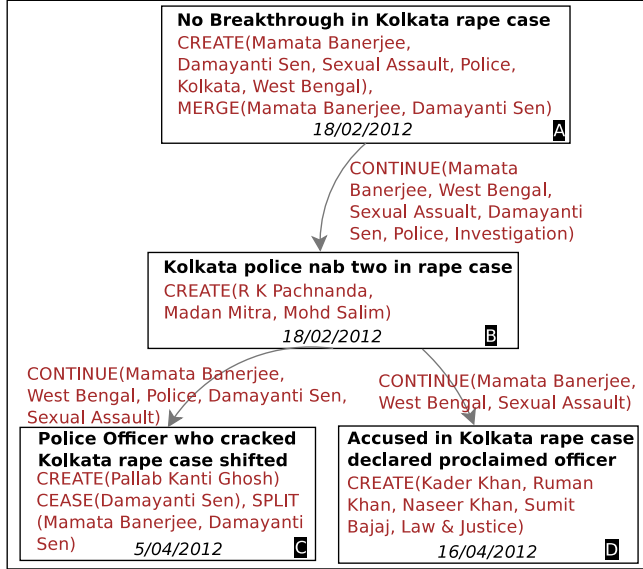 No Breakthrough in Kolkata rape case
CREATE(Mamata Banerjee,
Damayanti Sen, Sexual Assault, Police,
Kolkata, West Bengal),
MERGE(Mamata Banerjee, Damayanti Sen)
18/02/2012
A
CONTINUE(Mamata
Banerjee, West Bengal,
Sexual Assualt, Damayanti
Sen, Police, Investigation)
Kolkata police nab two in rape case
CREATE(R K Pachnanda,
Madan Mitra, Mohd Salim)
18/02/2012
B
CONTINUE(Mamata Banerjee,
West Bengal, Police, Damayanti Sen,
Sexual Assault)
CONTINUE(Mamata Banerjee,
West Bengal, Sexual Assault)
Police Officer who cracked
Kolkata rape case shifted
CREATE(Pallab Kanti Ghosh)
CEASE(Damayanti Sen), SPLIT
(Mamata Banerjee, Damayanti
Sen)
5/04/2012
C
Accused in Kolkata rape case
declared proclaimed officer
CREATE(Kader Khan, Ruman
Khan, Naseer Khan, Sumit
Bajaj, Law & Justice)
16/04/2012
D